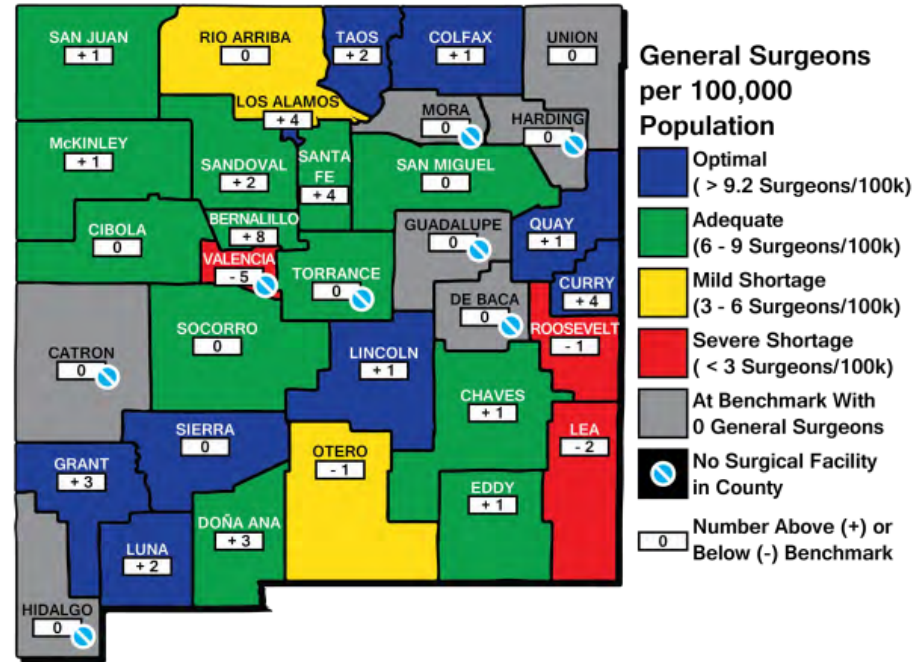 SAN JUAN
+ 1
RIO ARRIBA
0
TAOS
+ 2
COLFAX
+ 1
UNION
0
LOS ALAMOS
+ 4
MORA
0
HARDING
0
McKINLEY
+ 1
SANDOVAL
+ 2
SANTA
FE
+ 4
SAN MIGUEL
0
CIBOLA
0
BERNALILLO
+ 8
GUADALUPE
0
QUAY
+ 1
VALENCIA
- 5
TORRANCE
0
CURRY
+ 4
DE BACA
0
ROOSEVELT
- 1
SOCORRO
0
CATRON
0
LINCOLN
+ 1
CHAVES
+ 1
SIERRA
0
OTERO
- 1
LEA
- 2
GRANT
+ 3
EDDY
+ 1
DOÑA ANA
+ 3
LUNA
+ 2
HIDALGO
0
General Surgeons
per 100,000
Population
Optimal
( > 9.2 Surgeons/100k)
Adequate
(6 - 9 Surgeons/100k)
Mild Shortage
(3 - 6 Surgeons/100k)
Severe Shortage
( < 3 Surgeons/100k)
At Benchmark With
0 General Surgeons
No Surgical Facility
in County
0
Number Above (+) or
Below (-) Benchmark